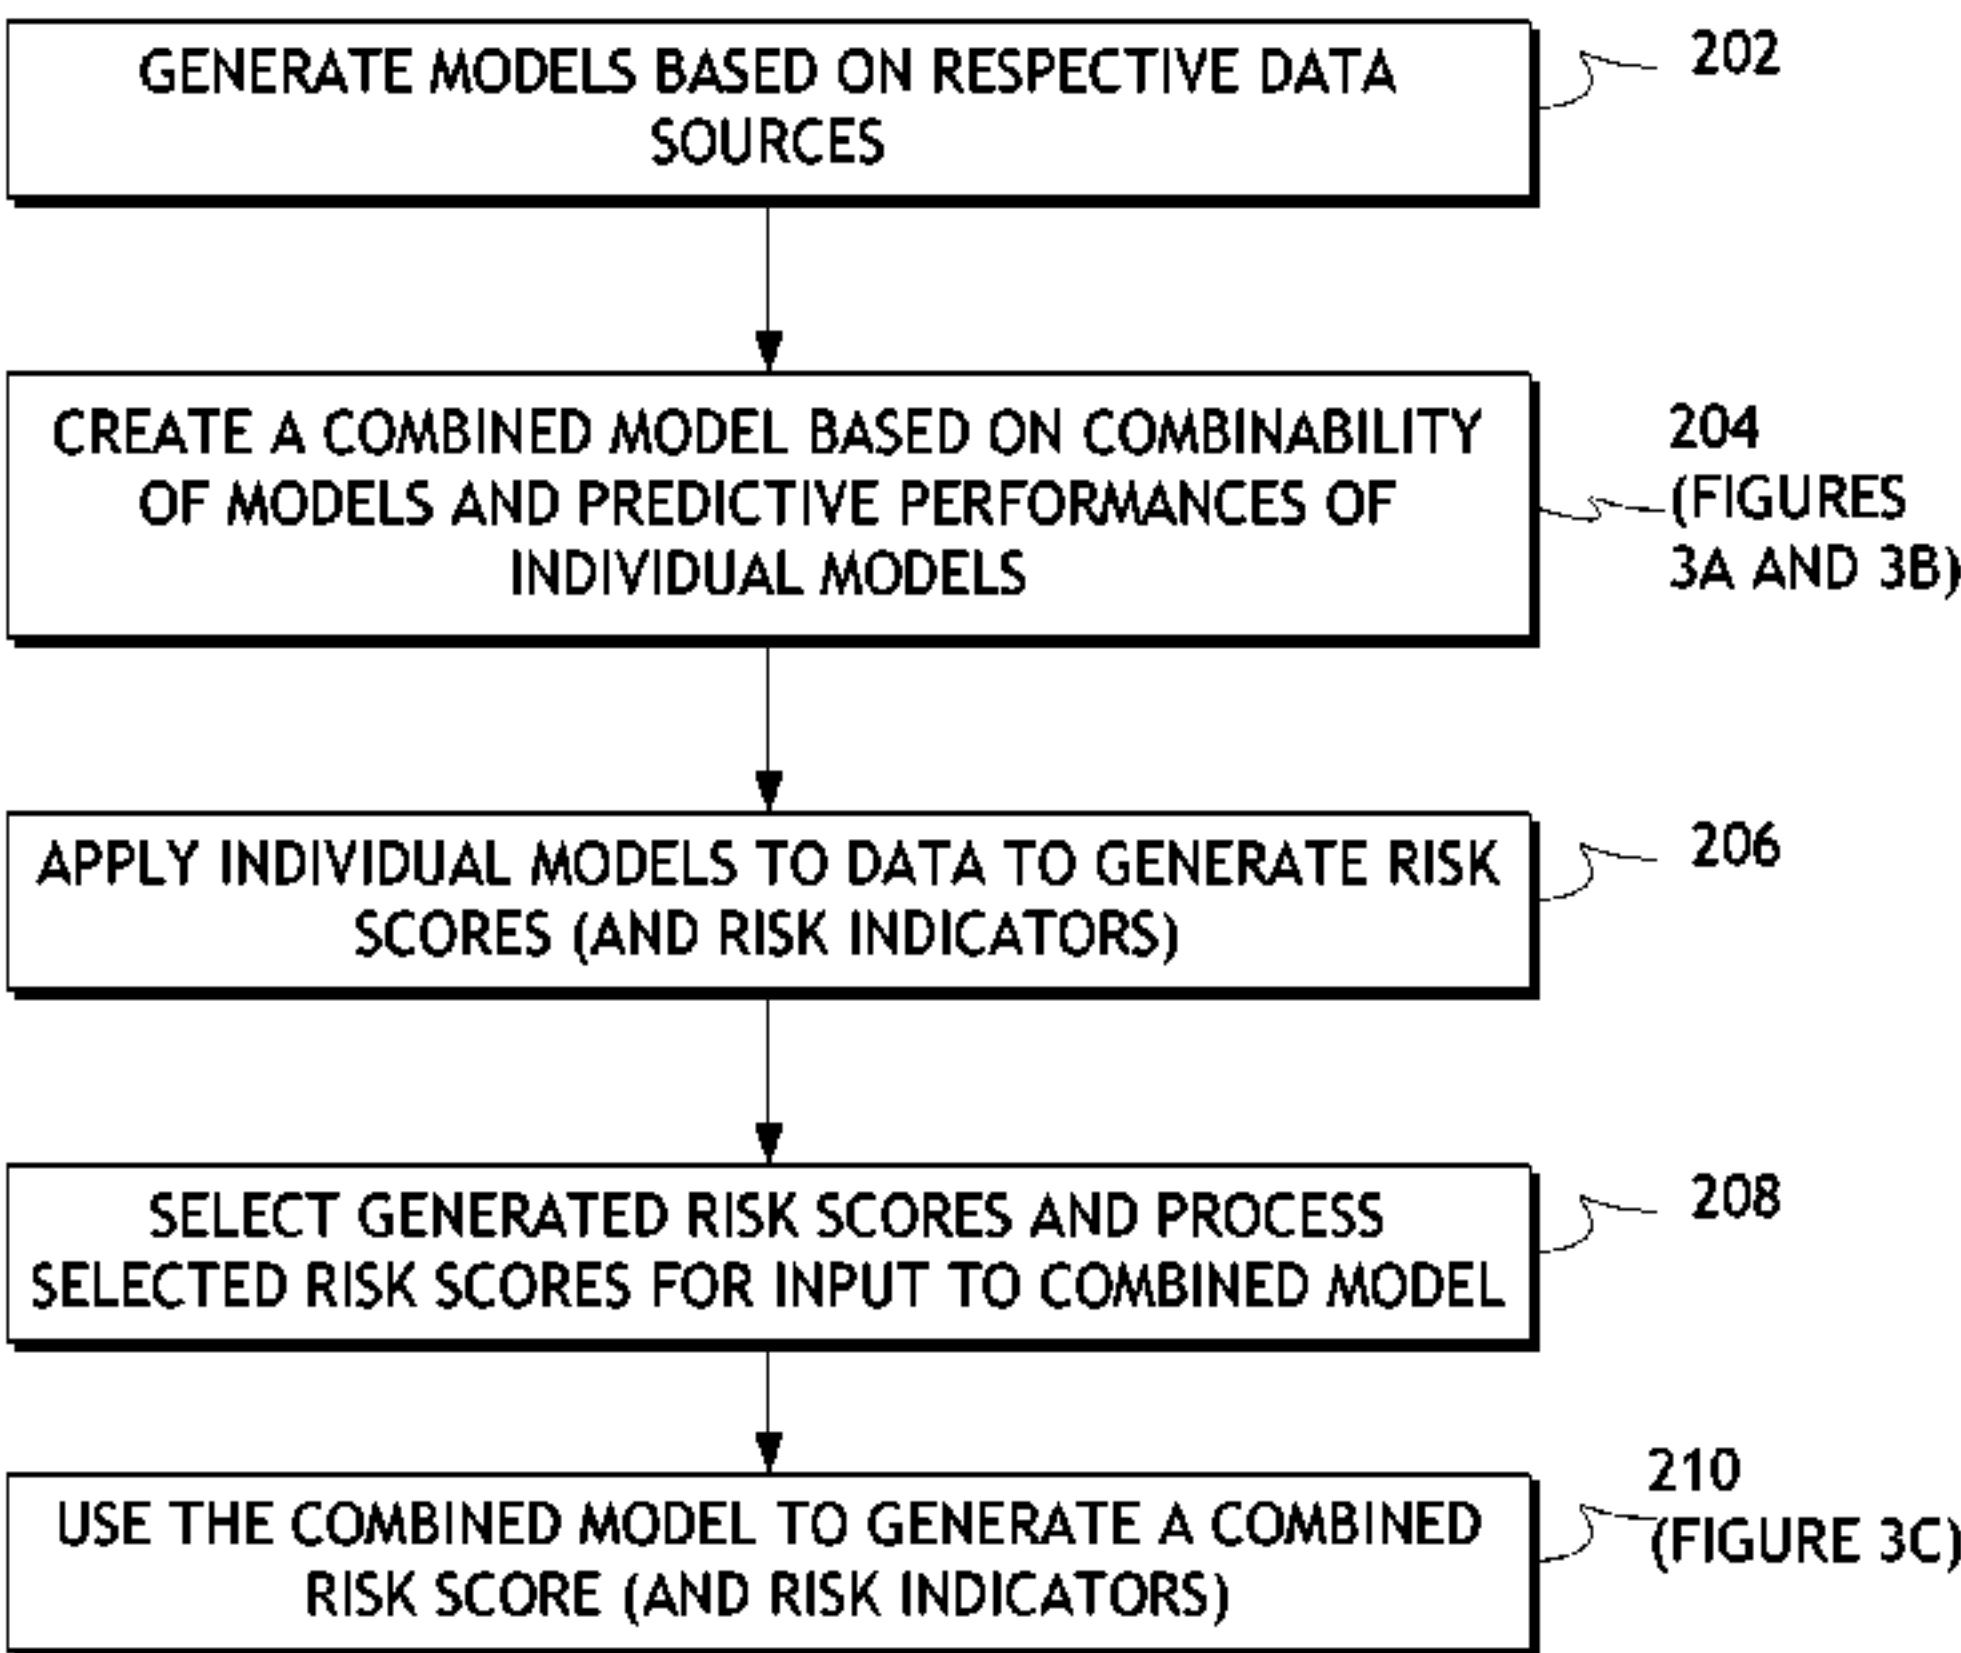 GENERATE MODELS BASED ON RESPECTIVE DATA
SOURCES
202
CREATE A COMBINED MODEL BASED ON COMBINABILITY
OF MODELS AND PREDICTIVE PERFORMANCES OF
INDIVIDUAL MODELS
204
(FIGURES
3A AND 3B)
APPLY INDIVIDUAL MODELS TO DATA TO GENERATE RISK
SCORES (AND RISK INDICATORS)
206
SELECT GENERATED RISK SCORES AND PROCESS
SELECTED RISK SCORES FOR INPUT TO COMBINED MODEL
208
USE THE COMBINED MODEL TO GENERATE A COMBINED
RISK SCORE (AND RISK INDICATORS)
210
(FIGURE 3C)